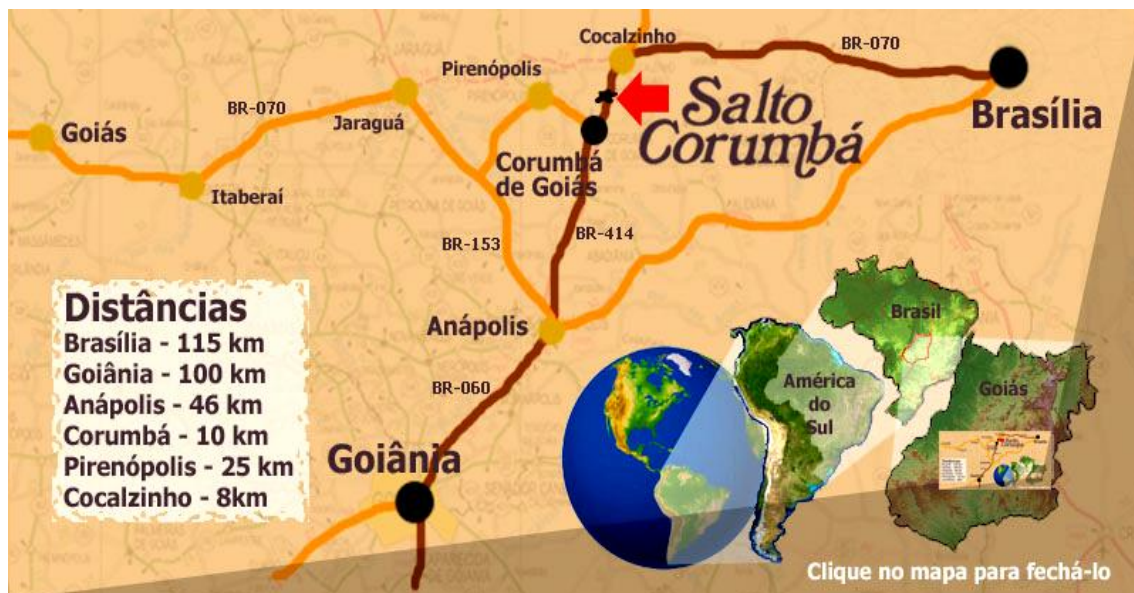 Cocalzinho
BR-070
Pirenópolis
Salto
Corumbá
Brasília
BR-070
Goiás
Jaraguá
Corumbá
de Goiás
Itaberaí
BR-153
BR-414
Distâncias
Brasília - 115 km
Goiânia - 100 km
Anápolis - 46 km
Corumbá - 10 km
Pirenópolis - 25 km
Cocalzinho - 8km
Anápolis
BR-060
Goiânia
Brasil
América
do
Sul
Goiás
Clique no mapa para fechá-lo